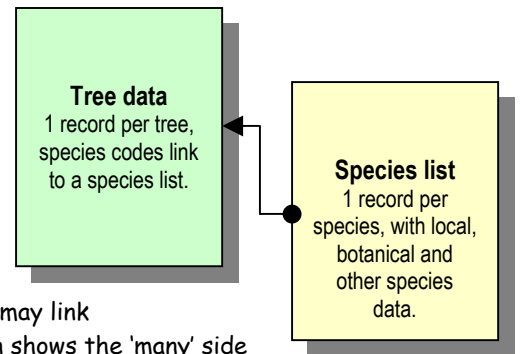 Tree data
1 record per tree,
species codes link
to a species list.
Species list
1 record per
species, with local,
botanical and
other species
data.
may link
shows the ‘many’ side